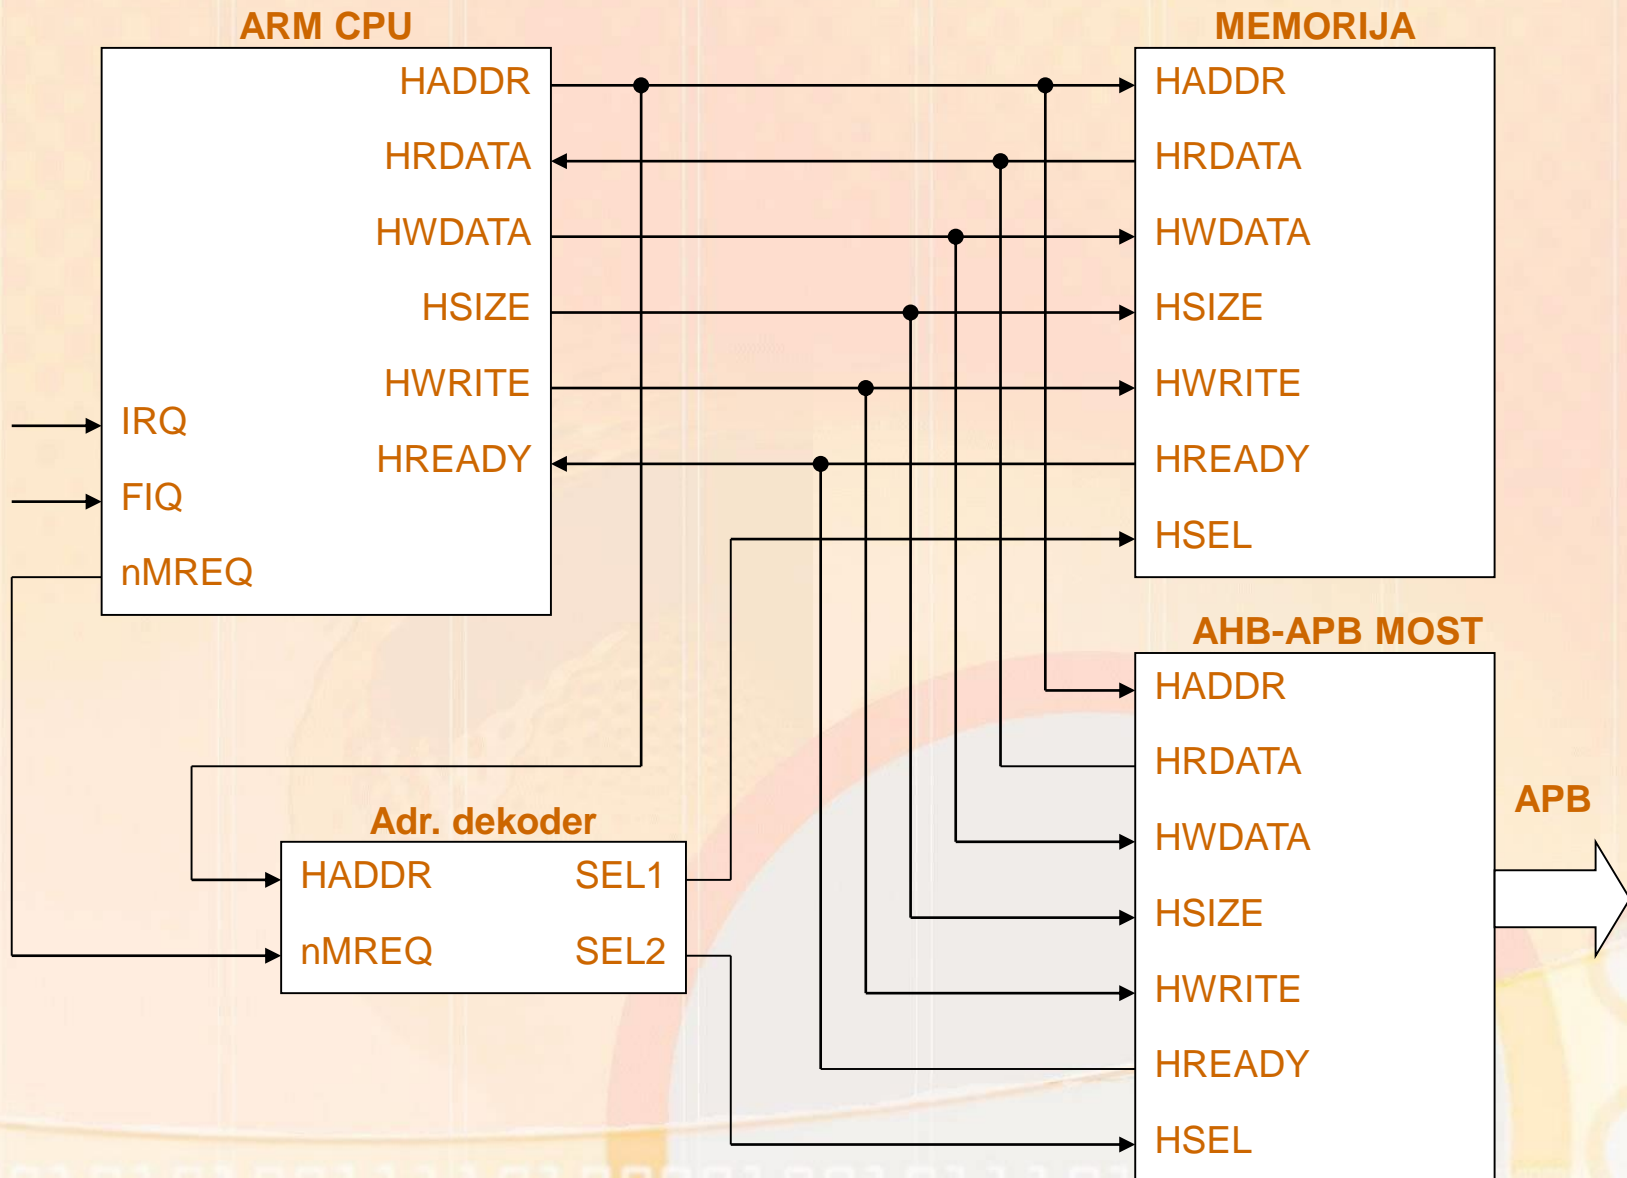 ARM CPU
HADDR
HRDATA
HWDATA
HSIZE
HWRITE
HREADY
IRQ
FIQ
nMREQ
MEMORIJA
HADDR
HRDATA
HWDATA
HSIZE
HWRITE
HREADY
HSEL
Adr. dekoder
HADDR SEL1
nMREQ SEL2
AHB-APB MOST
HADDR
HRDATA
HWDATA
HSIZE
HWRITE
HREADY
HSEL
APB